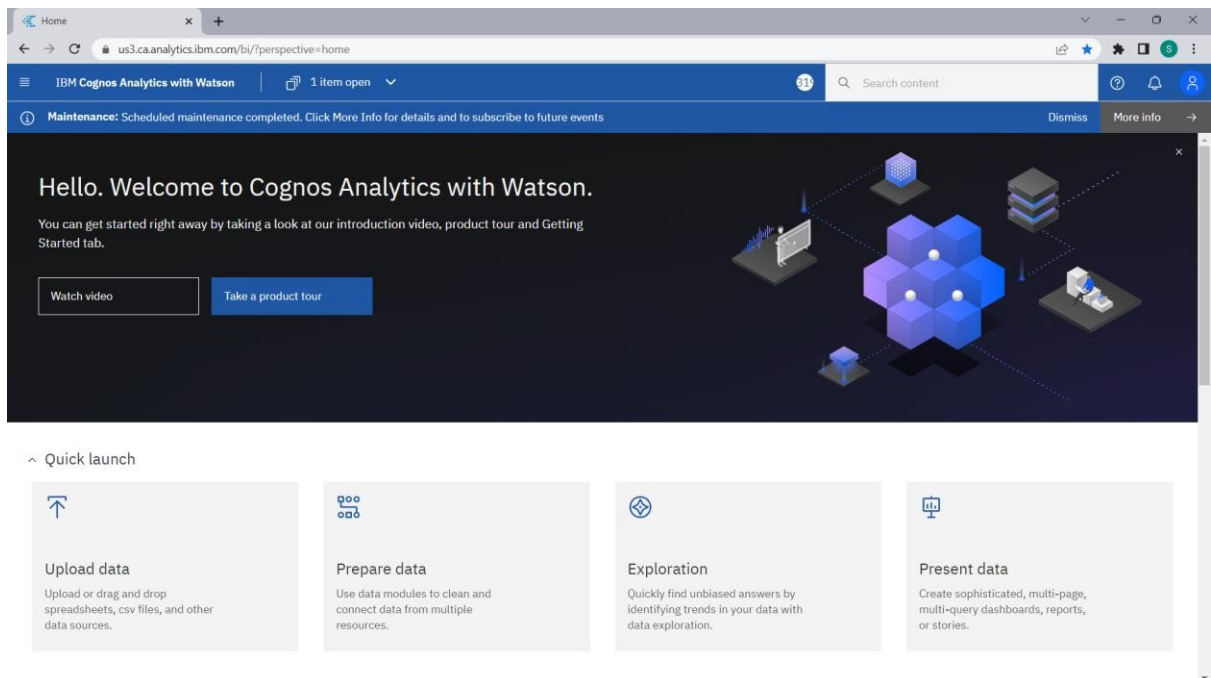 Home
us3.ca.analytics.ibm.com/bi/?perspective=home
S
IBM Cognos Analytics with Watson
1 item open
Search content
Maintenance: Scheduled maintenance completed. Click More Info for details and to subscribe to future events
Dismiss
More info
Hello. Welcome to Cognos Analytics with Watson.
You can get started right away by taking a look at our introduction video, product tour and Getting
Started tab.
Watch video
Take a product tour
Quick launch
Upload data
Upload or drag and drop
spreadsheets, csv files, and other
data sources.
Prepare data
Use data modules to clean and
connect data from multiple
resources.
Exploration
Quickly find unbiased answers by
identifying trends in your data with
data exploration.
Present data
Create sophisticated, multi-page,
multi-query dashboards, reports,
or stories.